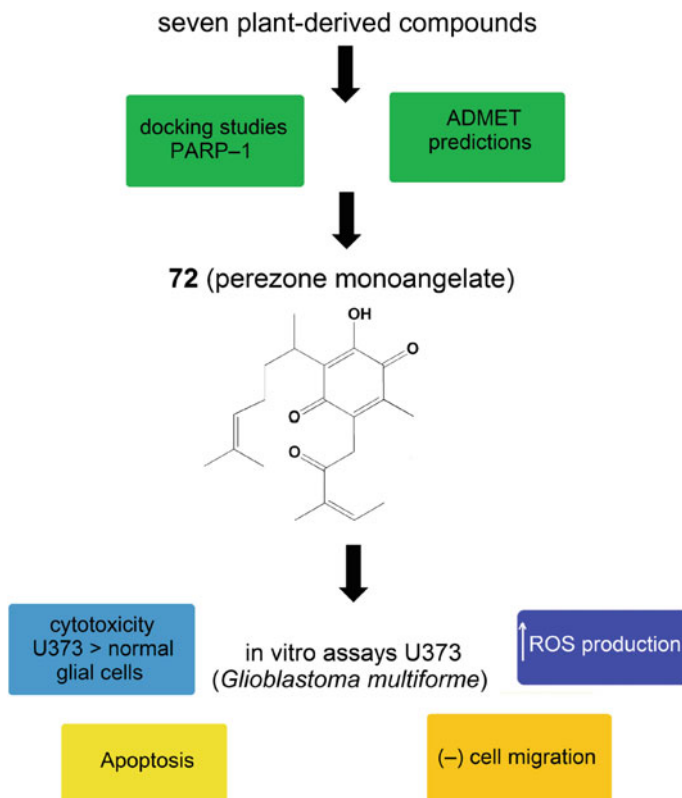 seven plant-derived compounds
docking studies
PARP–1
ADMET
predictions
72 (perezone monoangelate)
OH
O
O
O
cytotoxicity
U373 > normal
glial cells
in vitro assays U373
(Glioblastoma multiforme)
↑ROS production
Apoptosis
(–) cell migration